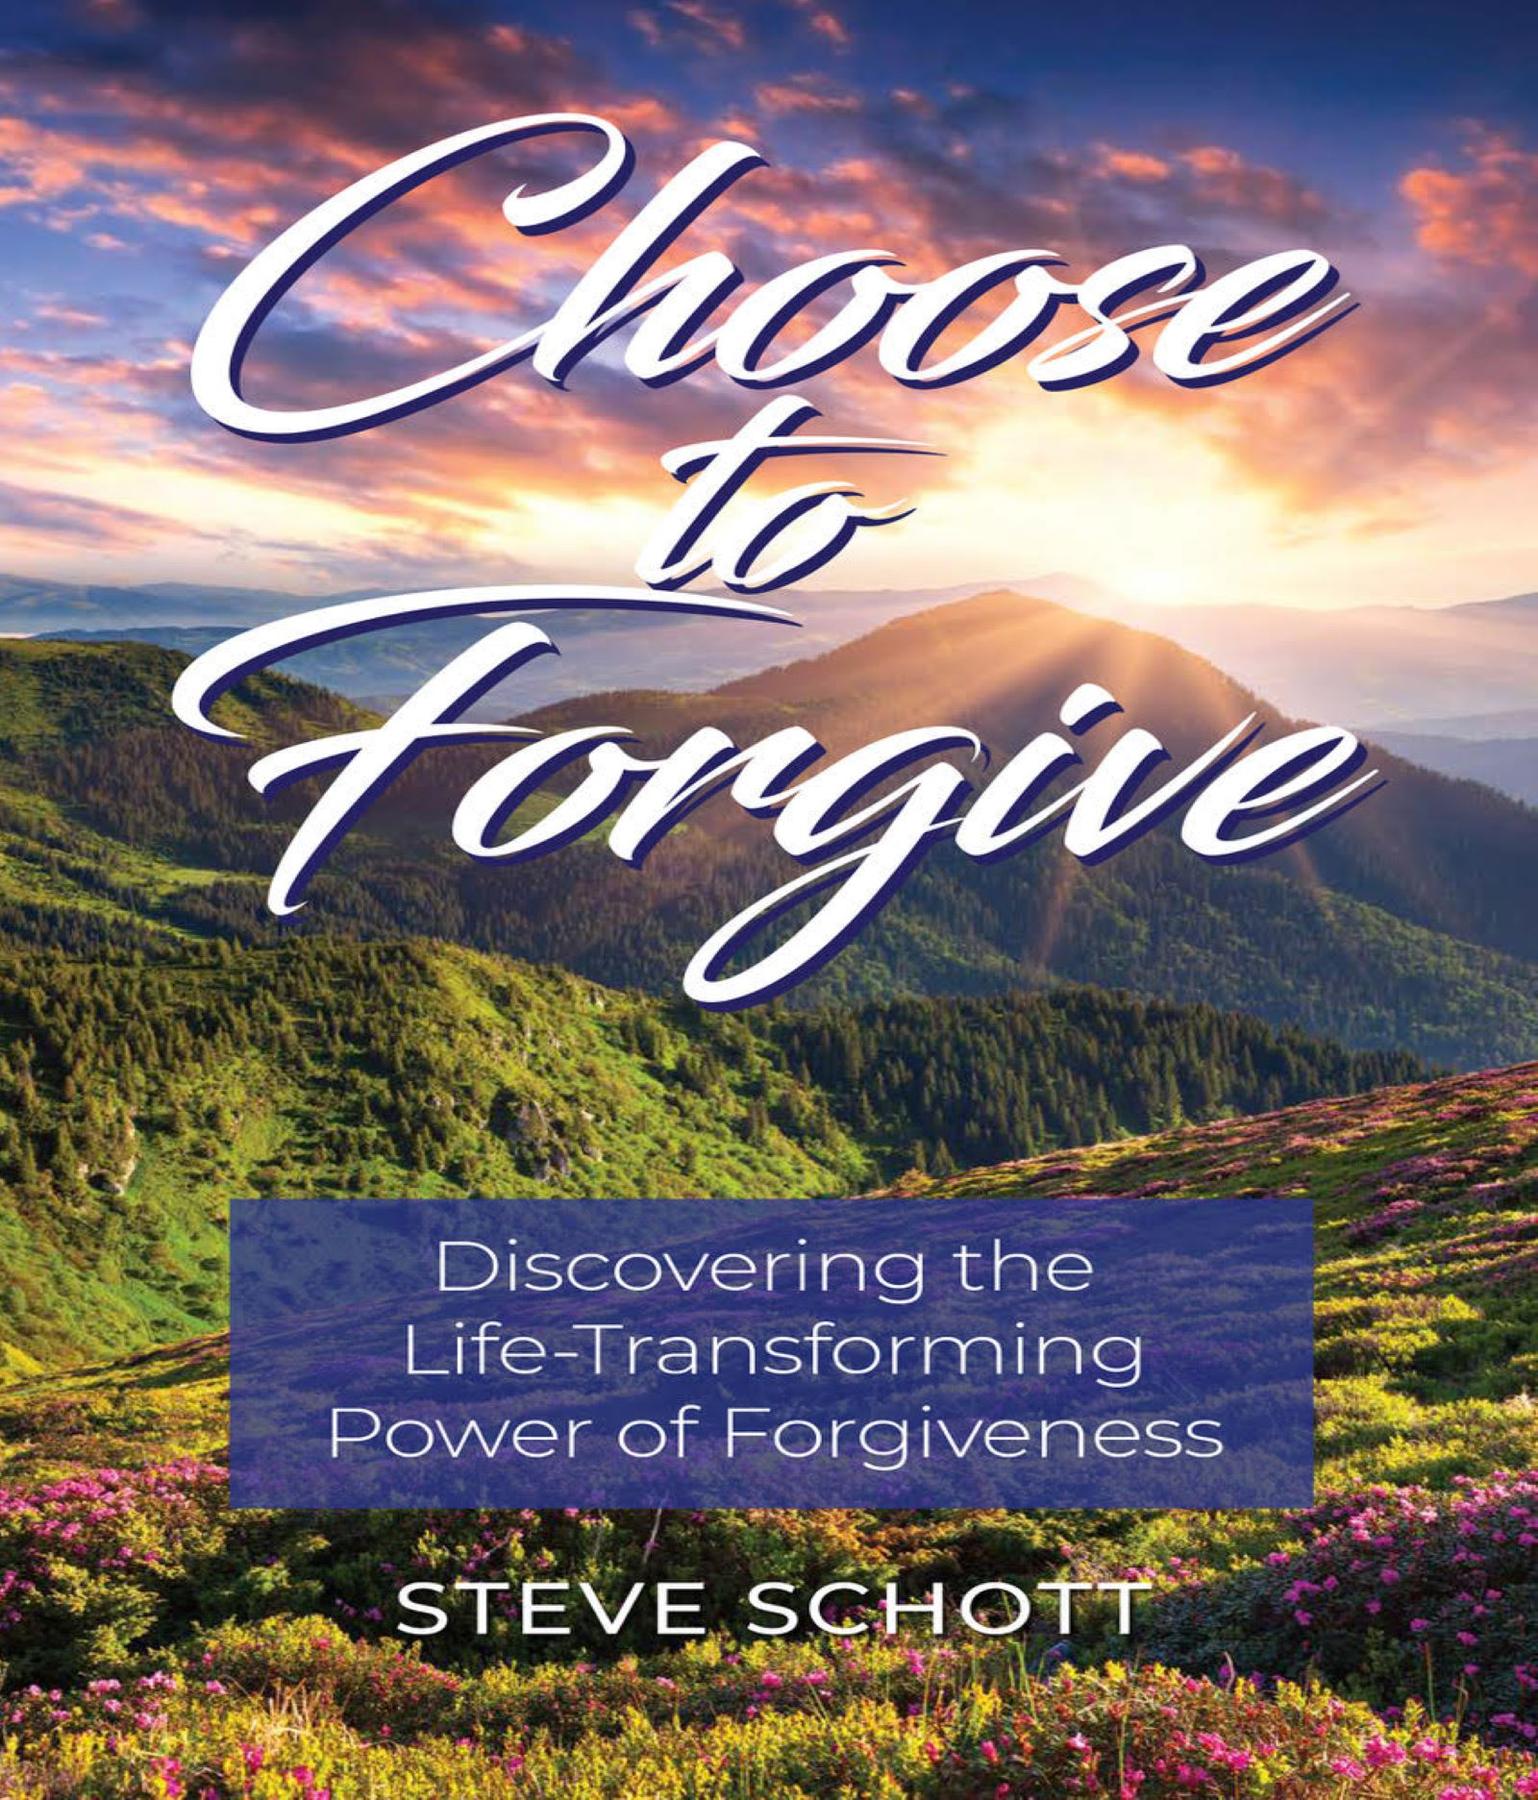 Choose
to
Forgive
Discovering the
Life-Transforming
Power of Forgiveness
STEVE SCHOTT